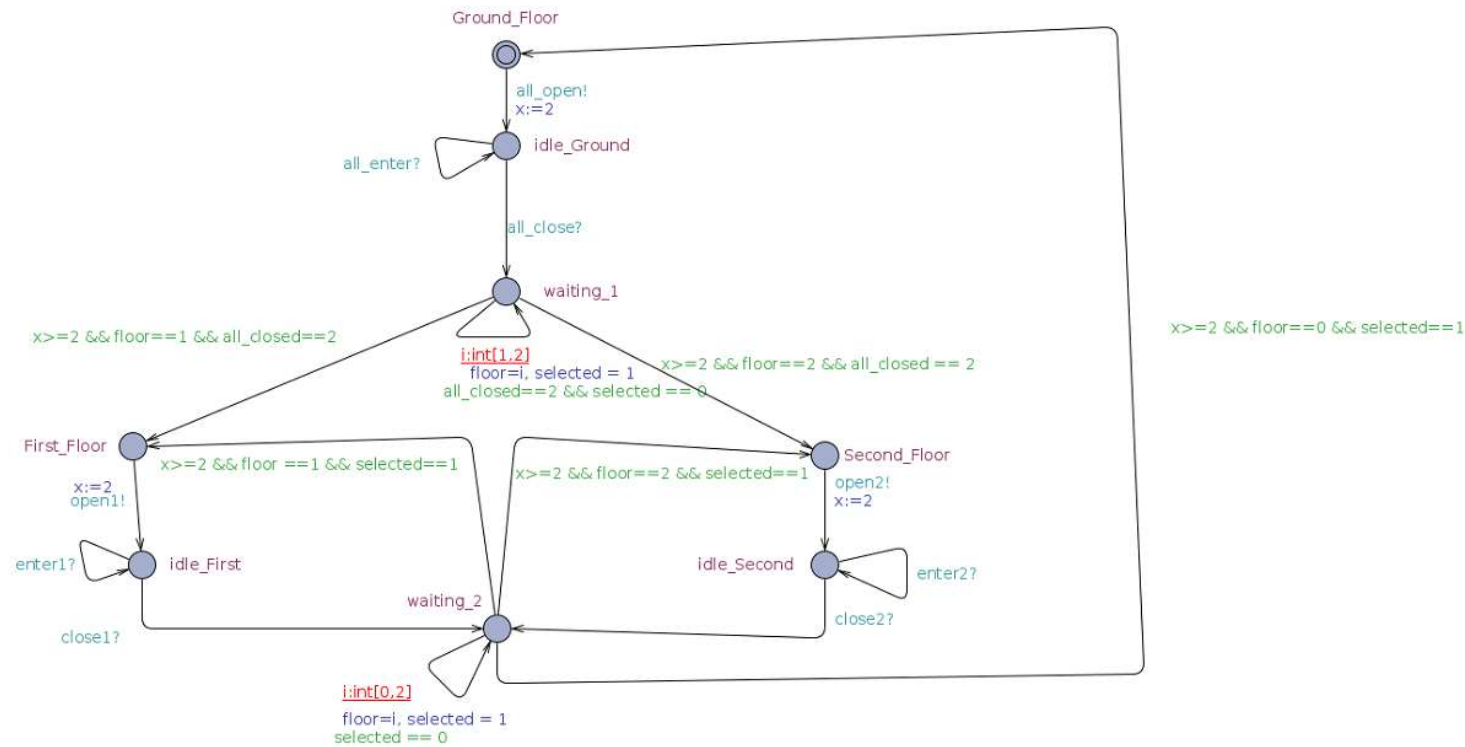 Ground_Floor
all_open!
x:=2
idle_Ground
all_enter?
all_close?
waiting_1
x>=2 && floor==1 && all_closed==2
x>=2 && floor==0 && selected==1
i:int[1,2]
floor=i, selected = 1
x>=2 && floor==2 && all_closed == 2
all_closed==2 && selected == 0
First_Floor
x>=2 && floor ==1 && selected==1
x>=2 && floor==2 && selected==1
Second_Floor
open2!
x:=2
x:=2
open1!
enter1?
idle_First
idle_Second
enter2?
waiting_2
close1?
close2?
i:int[0,2]
floor=i, selected = 1
selected == 0